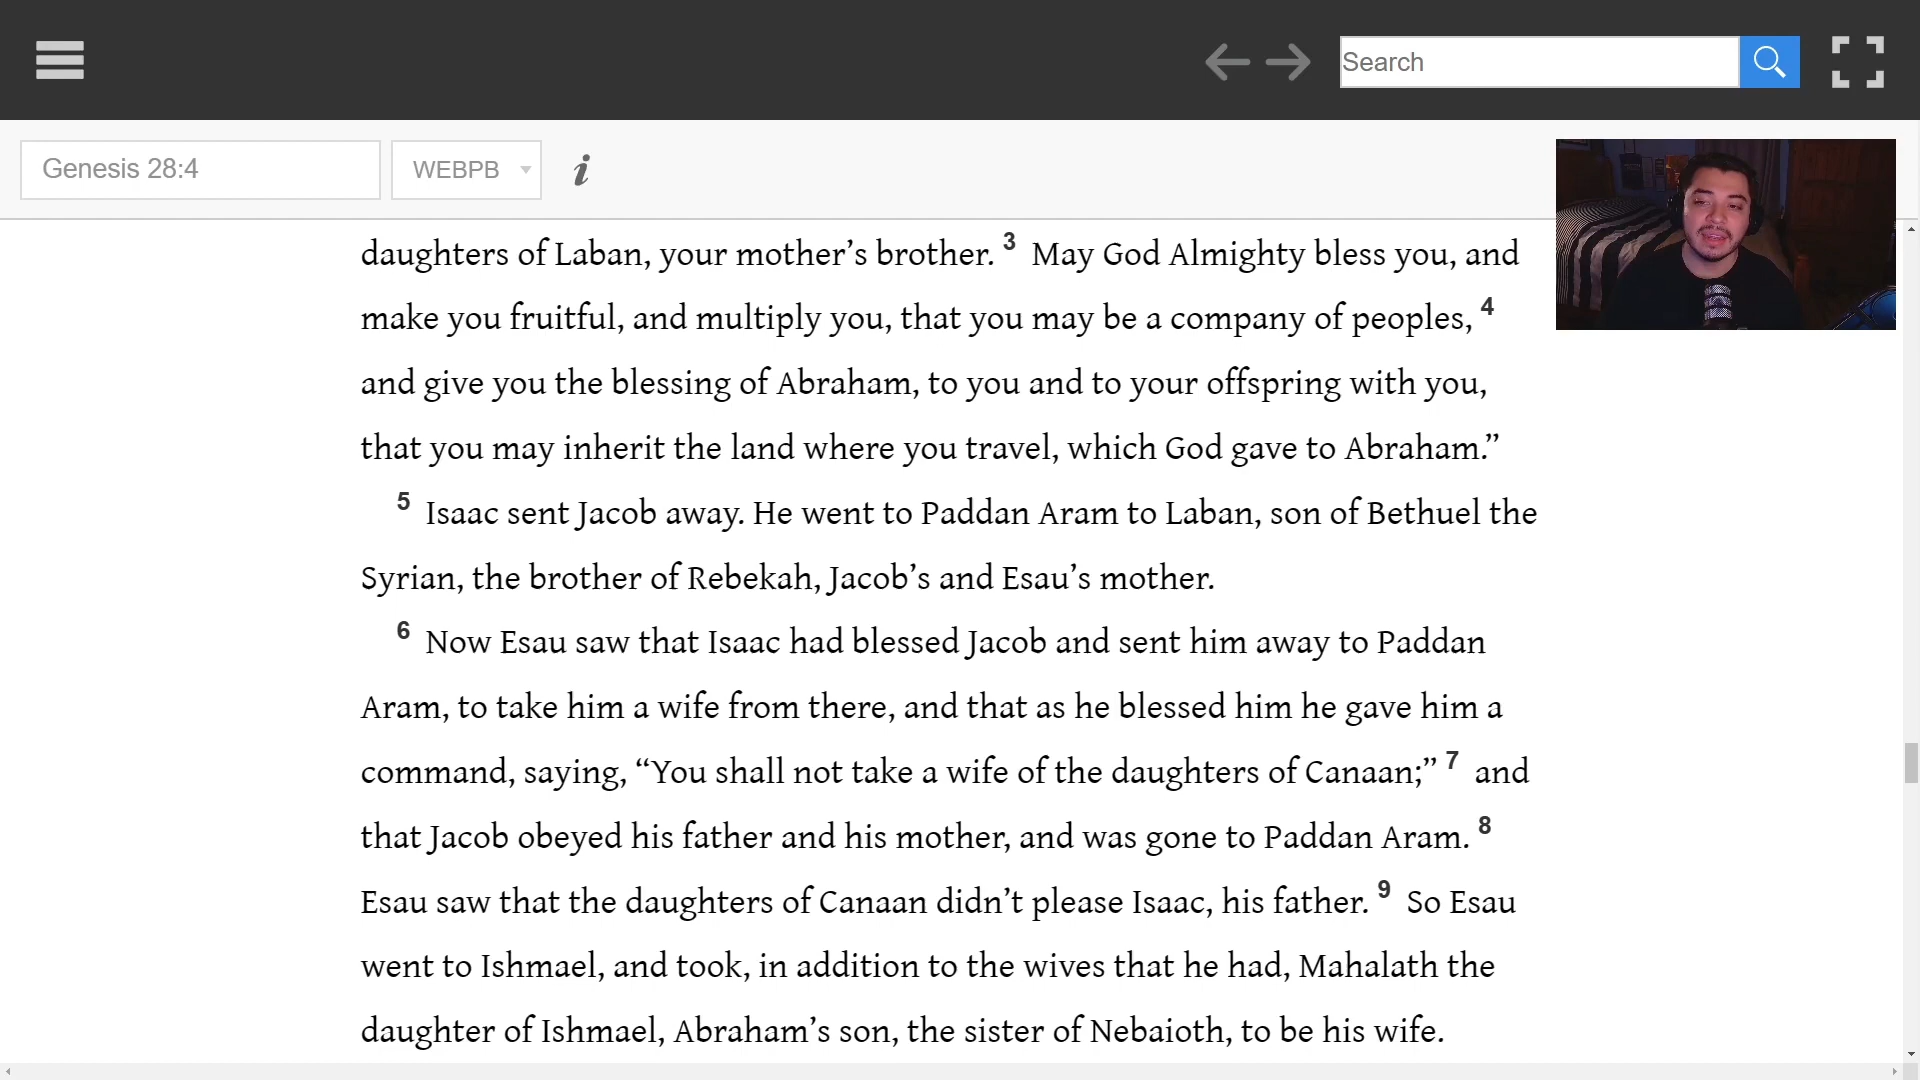 Search
Genesis 28:4
WEBPB
i
daughters of Laban, your mother’s brother. 3 May God Almighty bless you, and
make you fruitful, and multiply you, that you may be a company of peoples, 4
and give you the blessing of Abraham, to you and to your offspring with you,
that you may inherit the land where you travel, which God gave to Abraham.”
5 Isaac sent Jacob away. He went to Paddan Aram to Laban, son of Bethuel the
Syrian, the brother of Rebekah, Jacob’s and Esau’s mother.
6 Now Esau saw that Isaac had blessed Jacob and sent him away to Paddan
Aram, to take him a wife from there, and that as he blessed him he gave him a
command, saying, “You shall not take a wife of the daughters of Canaan;” 7 and
that Jacob obeyed his father and his mother, and was gone to Paddan Aram. 8
Esau saw that the daughters of Canaan didn’t please Isaac, his father. 9 So Esau
went to Ishmael, and took, in addition to the wives that he had, Mahalath the
daughter of Ishmael, Abraham’s son, the sister of Nebaioth, to be his wife.